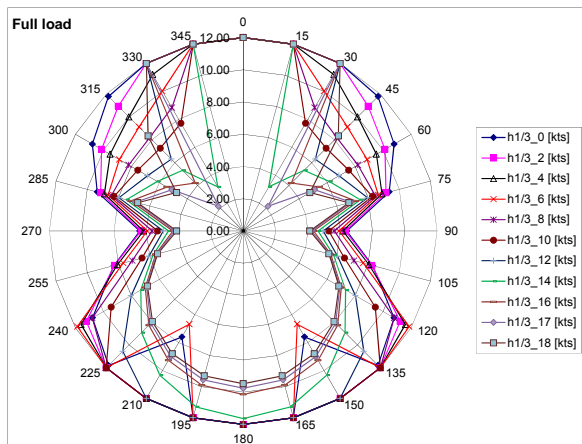 Full load
0
345
15
330
30
315
45
300
60
285
75
270
90
255
105
240
120
225
135
210
150
195
165
180
12.00
10.00
8.00
6.00
4.00
2.00
0.00
h1/3_0 [kts]
h1/3_2 [kts]
h1/3_4 [kts]
h1/3_6 [kts]
h1/3_8 [kts]
h1/3_10 [kts]
h1/3_12 [kts]
h1/3_14 [kts]
h1/3_16 [kts]
h1/3_17 [kts]
h1/3_18 [kts]